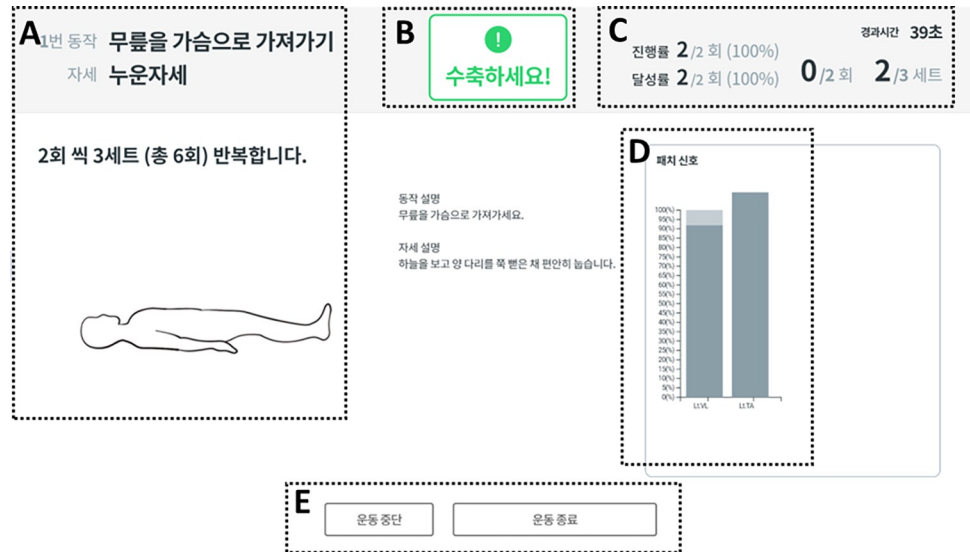 A
1번 동작 무릎을 가슴으로 가져가기
자세 누운자세
2회 씩 3세트 (총 6회) 반복합니다.
B
!
수축하세요!
C
경과시간 39초
진행률 2/2 회 (100%)
달성률 2/2 회 (100%)
0/2 회 2/3 세트
동작 설명
무릎을 가슴으로 가져가세요.
자세 설명
하늘을 보고 양 다리를 쭉 뻗은 채 편안히 눕습니다.
D
패치 신호
100(%)
95(%)
90(%)
85(%)
80(%)
75(%)
70(%)
65(%)
60(%)
55(%)
50(%)
45(%)
40(%)
35(%)
30(%)
25(%)
20(%)
15(%)
10(%)
5(%)
0(%)
Lt.VL Lt.TA
E
운동 중단
운동 종료